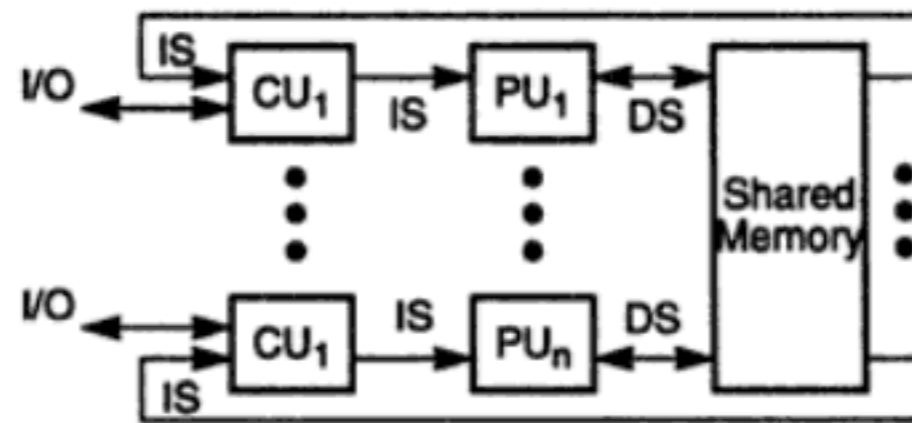 IS
I/O
CU₁
IS
PU₁
DS
Shared
Memory
I/O
CU₁
IS
PUₙ
DS
IS